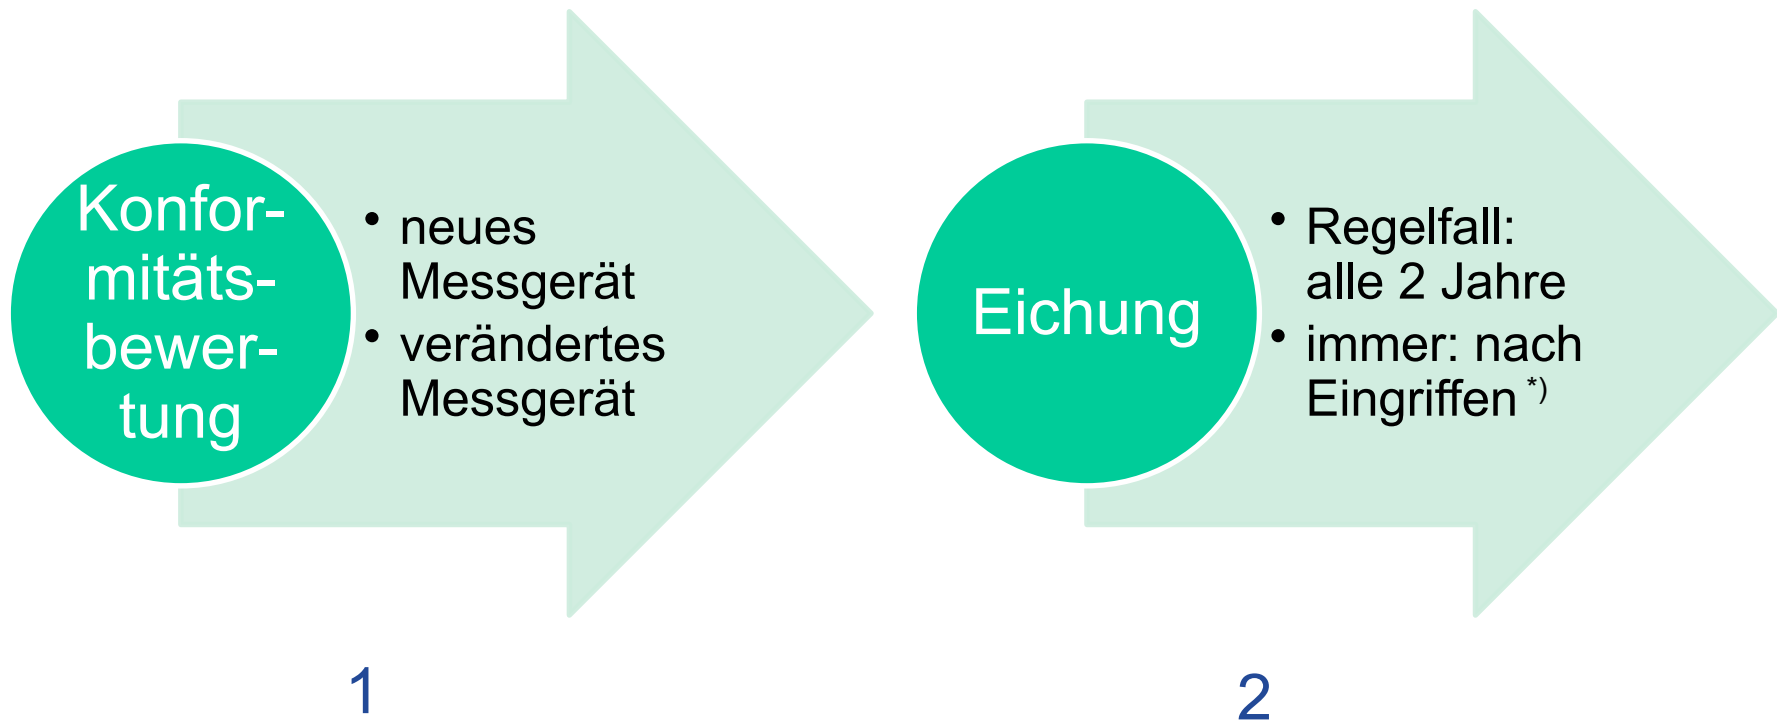 Konfor-
mitäts-
bewer-
tung
• neues
Messgerät
• verändertes
Messgerät
1
Eichung
• Regelfall:
alle 2 Jahre
• immer: nach
Eingriffen *)
2